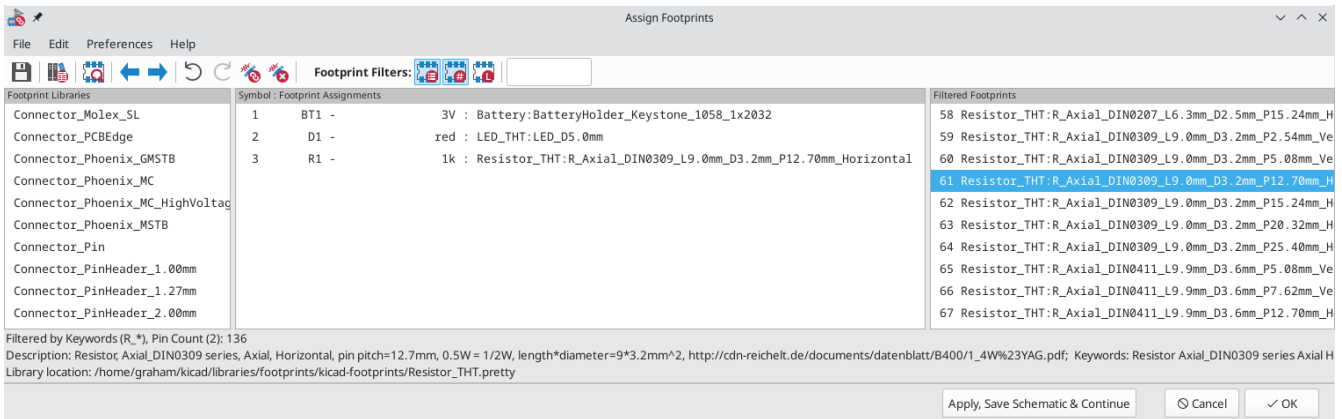 Assign Footprints
File Edit Preferences Help
Footprint Filters:
Footprint Libraries
Connector_Molex_SL
Connector_PCBEdge
Connector_Phoenix_GMSTB
Connector_Phoenix_MC
Connector_Phoenix_MC_HighVoltag
Connector_Phoenix_MSTB
Connector_Pin
Connector_PinHeader_1.00mm
Connector_PinHeader_1.27mm
Connector_PinHeader_2.00mm
Symbol : Footprint Assignments
1 BT1 - 3V : Battery:BatteryHolder_Keystone_1058_1x2032
2 D1 - red : LED_THT:LED_D5.0mm
3 R1 - 1k : Resistor_THT:R_Axial_DIN0309_L9.0mm_D3.2mm_P12.70mm_Horizontal
Filtered Footprints
58 Resistor_THT:R_Axial_DIN0207_L6.3mm_D2.5mm_P15.24mm_H
59 Resistor_THT:R_Axial_DIN0309_L9.0mm_D3.2mm_P2.54mm_Ve
60 Resistor_THT:R_Axial_DIN0309_L9.0mm_D3.2mm_P5.08mm_Ve
61 Resistor_THT:R_Axial_DIN0309_L9.0mm_D3.2mm_P12.70mm_H
62 Resistor_THT:R_Axial_DIN0309_L9.0mm_D3.2mm_P15.24mm_H
63 Resistor_THT:R_Axial_DIN0309_L9.0mm_D3.2mm_P20.32mm_H
64 Resistor_THT:R_Axial_DIN0309_L9.0mm_D3.2mm_P25.40mm_H
65 Resistor_THT:R_Axial_DIN0411_L9.9mm_D3.6mm_P5.08mm_Ve
66 Resistor_THT:R_Axial_DIN0411_L9.9mm_D3.6mm_P7.62mm_Ve
67 Resistor_THT:R_Axial_DIN0411_L9.9mm_D3.6mm_P12.70mm_H
Filtered by Keywords (R_*), Pin Count (2): 136
Description: Resistor, Axial_DIN0309 series, Axial, Horizontal, pin pitch=12.7mm, 0.5W = 1/2W, length*diameter=9*3.2mm^2, http://cdn-reichelt.de/documents/datenblatt/B400/1_4W%23YAG.pdf; Keywords: Resistor Axial_DIN0309 series Axial H
Library location: /home/graham/kicad/libraries/footprints/kicad-footprints/Resistor_THT.pretty
Apply, Save Schematic & Continue Cancel OK